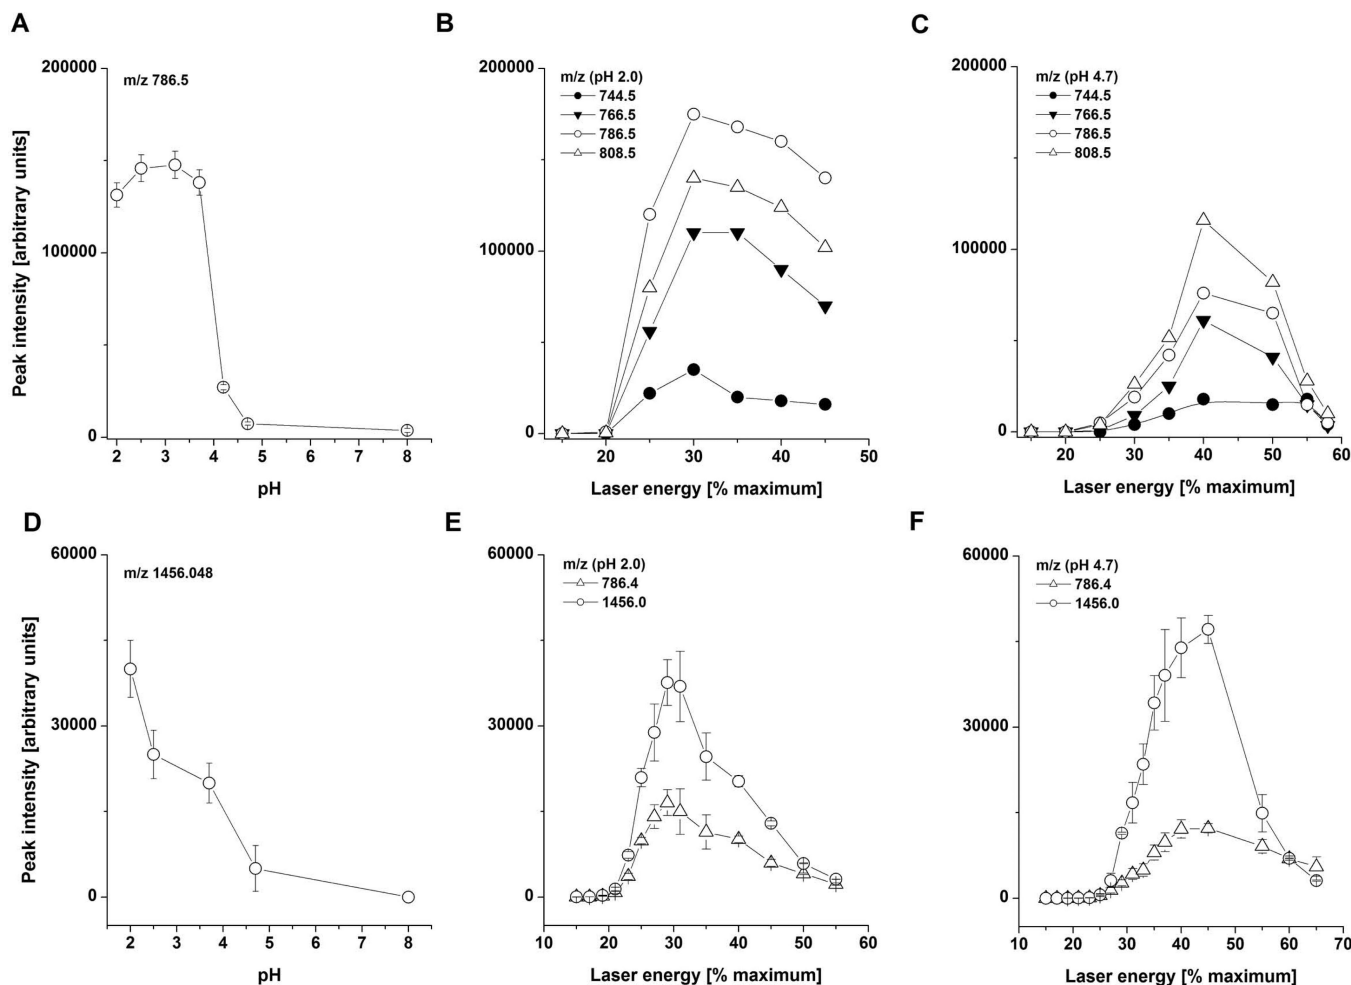 A
m/z 786.5
200000
100000
0
2 3 4 5 6 7 8
pH
Peak intensity [arbitrary units]
B
m/z (pH 2.0)
744.5
766.5
786.5
808.5
200000
100000
0
20 30 40 50
Laser energy [% maximum]
C
m/z (pH 4.7)
744.5
766.5
786.5
808.5
200000
100000
0
20 30 40 50 60
Laser energy [% maximum]
D
m/z 1456.048
60000
30000
0
2 3 4 5 6 7 8
pH
Peak intensity [arbitrary units]
E
m/z (pH 2.0)
786.4
1456.0
60000
30000
0
10 20 30 40 50 60
Laser energy [% maximum]
F
m/z (pH 4.7)
786.4
1456.0
60000
30000
0
10 20 30 40 50 60 70
Laser energy [% maximum]